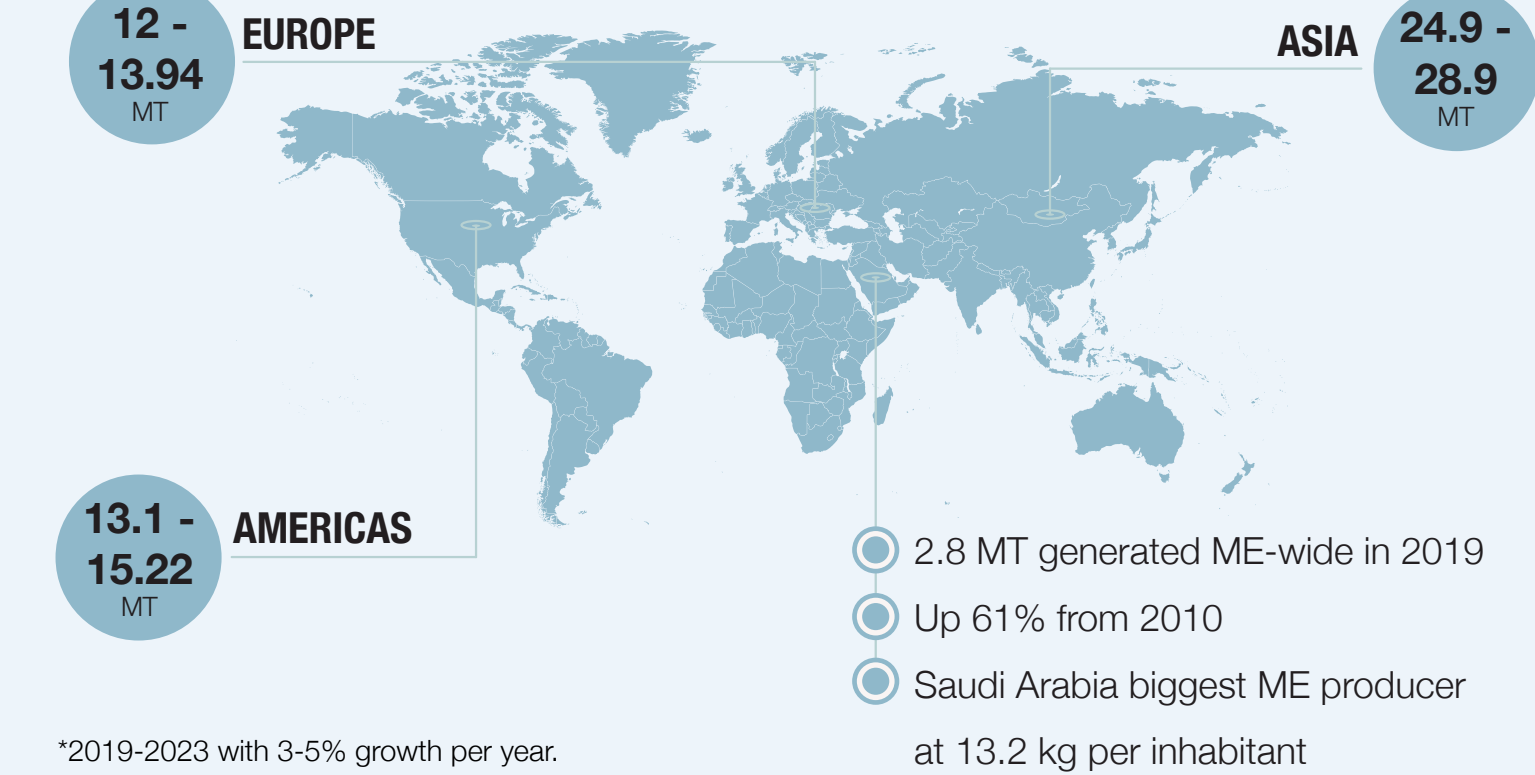 12 -
13.94
MT
EUROPE
ASIA
24.9 -
28.9
MT
13.1 -
15.22
MT
AMERICAS
2.8 MT generated ME-wide in 2019
Up 61% from 2010
Saudi Arabia biggest ME producer
at 13.2 kg per inhabitant
*2019-2023 with 3-5% growth per year.